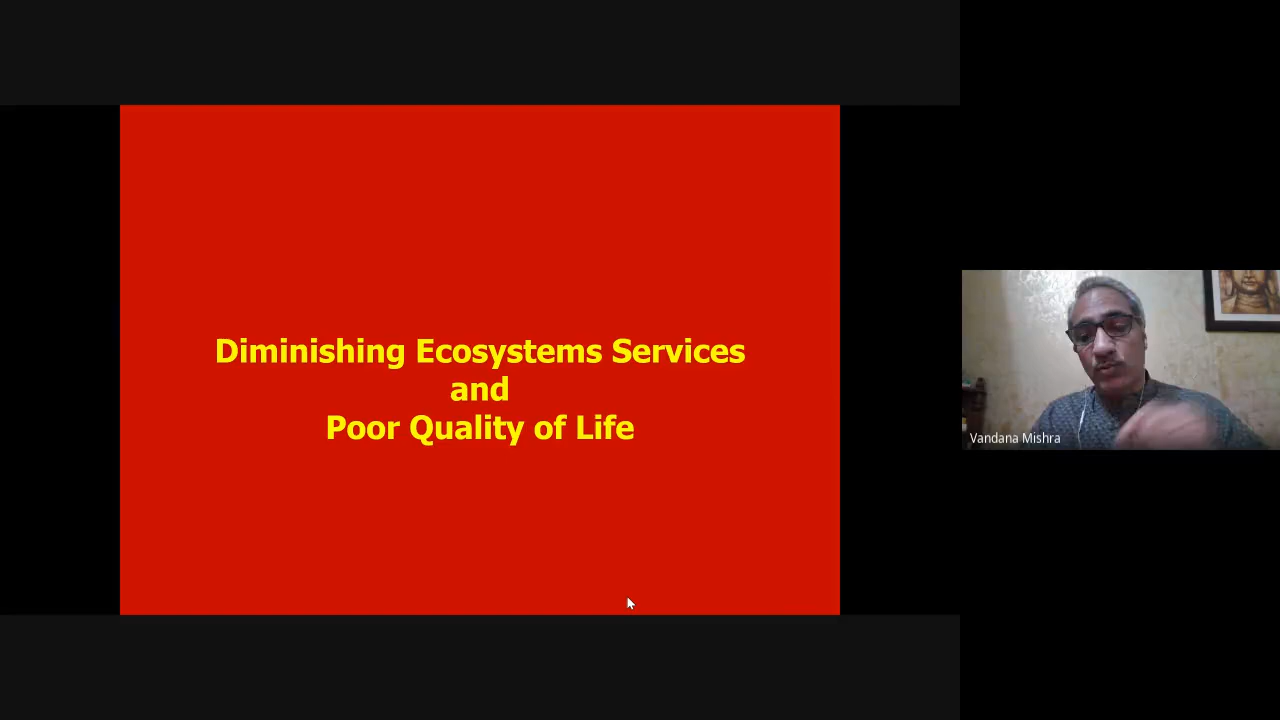 Diminishing Ecosystems Services
and
Poor Quality of Life
Vandana Mishra